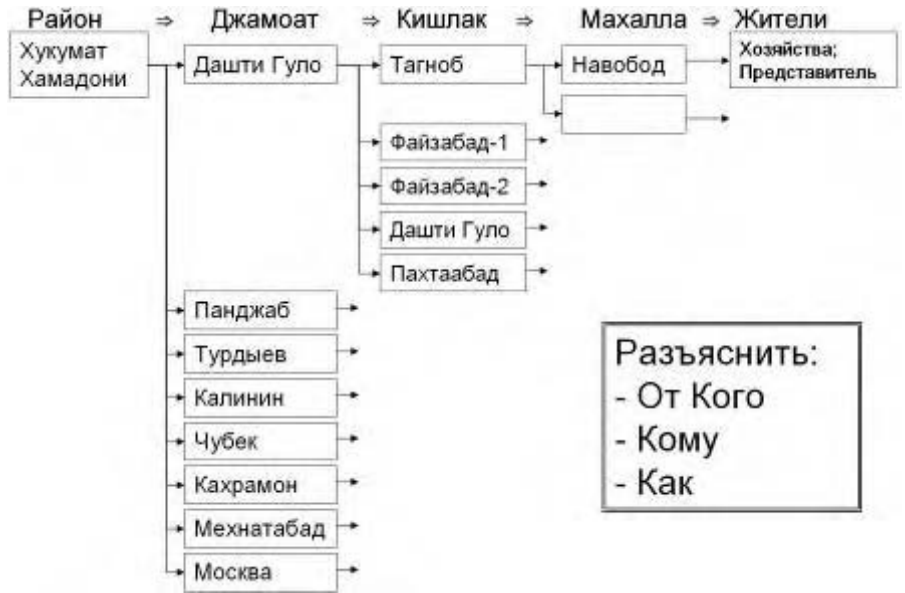 Район ⇒ Джамоат ⇒ Кишлак ⇒ Махалла ⇒ Жители
Хукумат
Хамадони
Дашти Гуло
Тагноб
Навобод
Хозяйства;
Представитель
Файзабад-1
Файзабад-2
Дашти Гуло
Пахтаабад
Панджаб
Турдыев
Калинин
Чубек
Кахрамон
Мехнатабад
Москва
Разъяснить:
- От Кого
- Кому
- Как